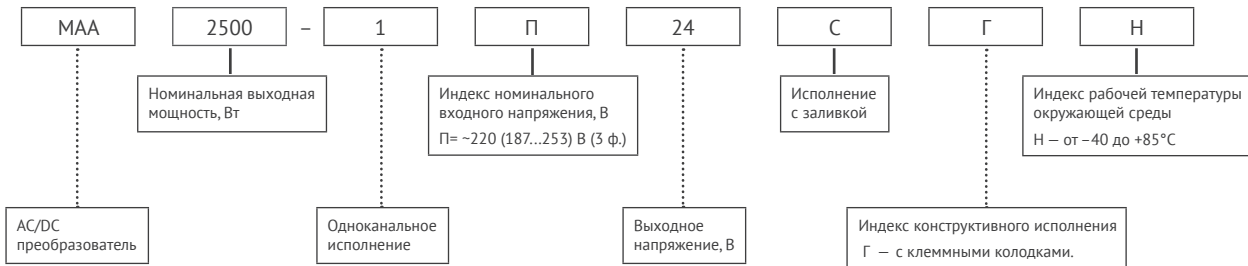 МАА 2500 – 1 П 24 С Г Н
Номинальная выходная
мощность, Вт
Индекс номинального
входного напряжения, В
П= ~220 (187...253) В (3 ф.)
Исполнение
с заливкой
Индекс рабочей температуры
окружающей среды
Н — от –40 до +85°C
AC/DC
преобразователь
Одноканальное
исполнение
Выходное
напряжение, В
Индекс конструктивного исполнения
Г — с клеммными колодками.